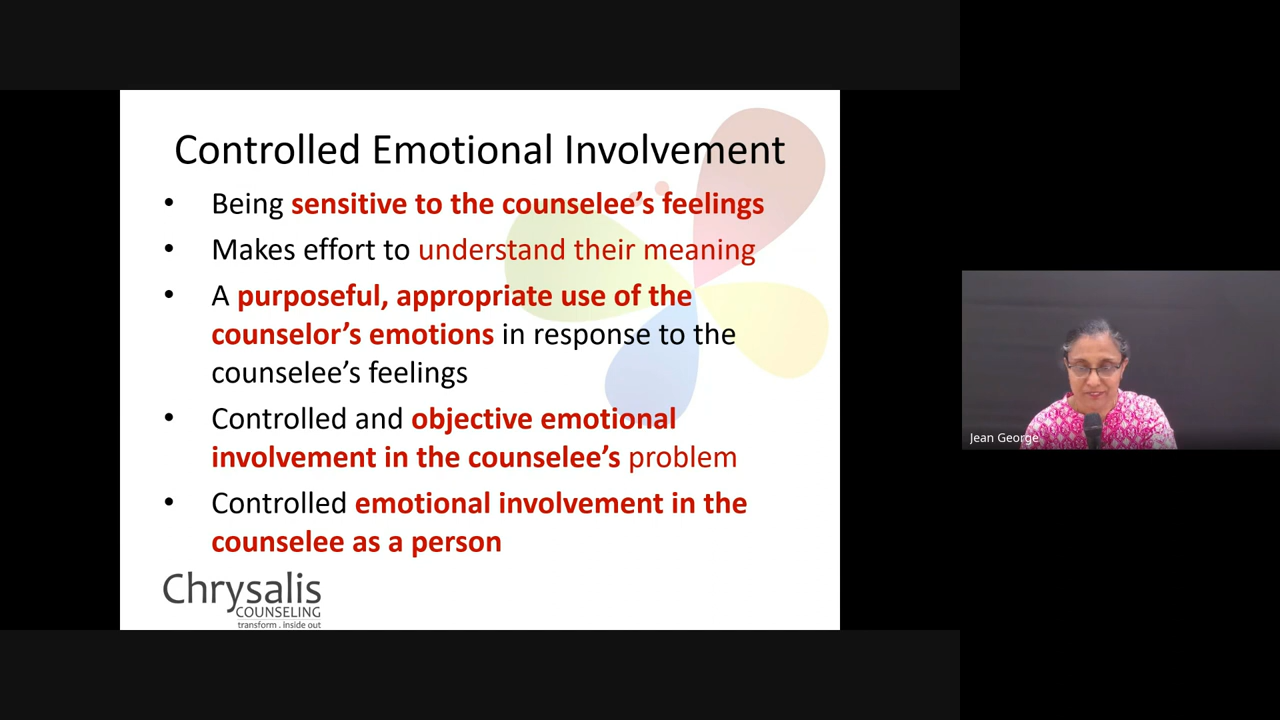 Controlled Emotional Involvement
• Being sensitive to the counselee’s feelings
• Makes effort to understand their meaning
• A purposeful, appropriate use of the
counselor’s emotions in response to the
counselee’s feelings
• Controlled and objective emotional
involvement in the counselee’s problem
• Controlled emotional involvement in the
counselee as a person
Chrysalis
COUNSELING
transform . inside out
Jean George